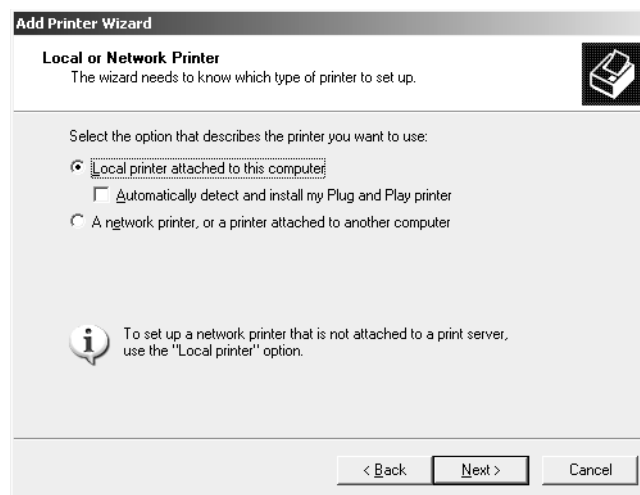 Add Printer Wizard
Local or Network Printer
The wizard needs to know which type of printer to set up.
Select the option that describes the printer you want to use:
Local printer attached to this computer
Automatically detect and install my Plug and Play printer
A network printer, or a printer attached to another computer
To set up a network printer that is not attached to a print server,
use the "Local printer" option.
< Back Next > Cancel